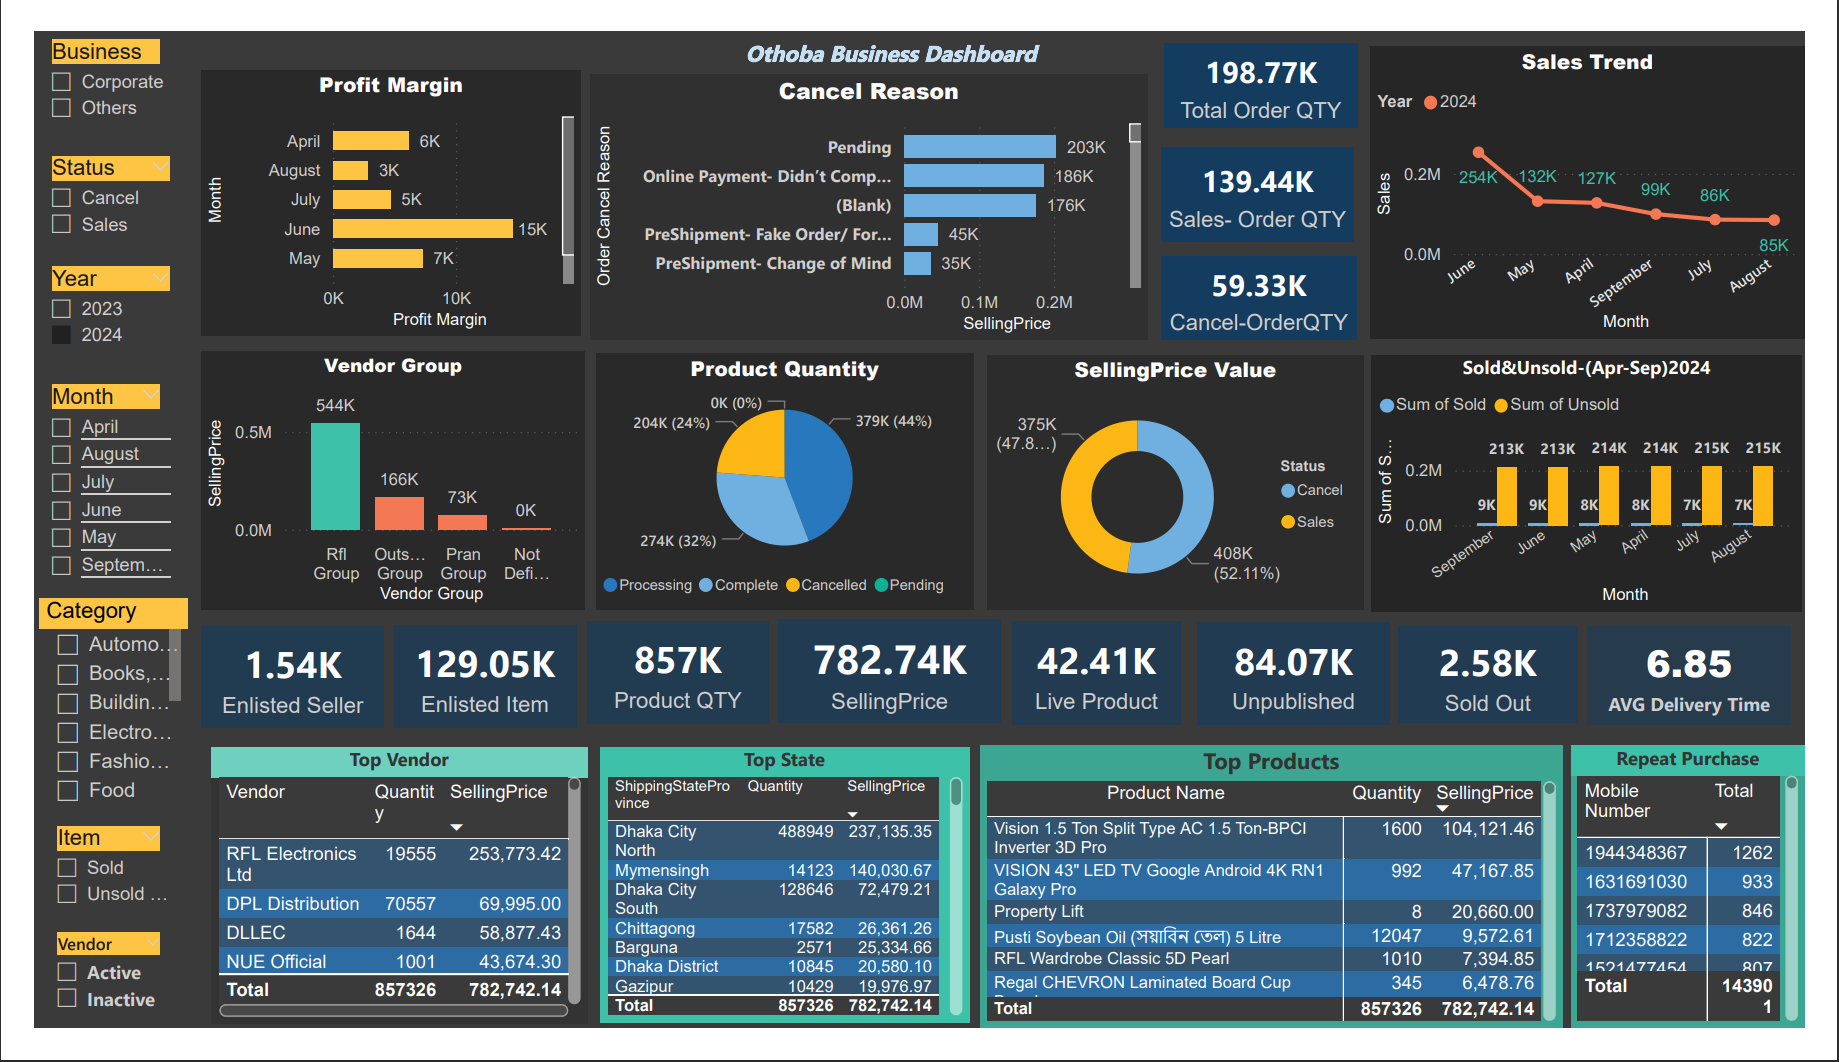 Othoba Business Dashboard
Business
Corporate
Others
Status
Cancel
Sales
Year
2023
2024
Month
April
August
July
June
May
Septem...
Category
Automo...
Books,...
Buildin...
Electro...
Fashio...
Food
Item
Sold
Unsold ...
Vendor
Active
Inactive
Profit Margin
Month
April 6K
August 3K
July 5K
June 15K
May 7K
0K 10K
Profit Margin
Cancel Reason
Order Cancel Reason
Pending 203K
Online Payment- Didn't Comp... 186K
(Blank) 176K
PreShipment- Fake Order/ For... 45K
PreShipment- Change of Mind 35K
0.0M 0.1M 0.2M
SellingPrice
198.77K
Total Order QTY
139.44K
Sales- Order QTY
59.33K
Cancel-OrderQTY
Sales Trend
Year 2024
Sales
0.2M
0.0M
254K 132K 127K 99K 86K 85K
June May April September July August
Month
Vendor Group
SellingPrice
0.5M
0.0M
544K 166K 73K 0K
Rfl Outs... Pran Not
Group Group Group Defi...
Vendor Group
Product Quantity
0K (0%)
204K (24%) 379K (44%)
274K (32%)
Processing Complete Cancelled Pending
SellingPrice Value
375K
(47.8...)
Status
Cancel
Sales
408K
(52.11%)
Sold&Unsold-(Apr-Sep)2024
Sum of Sold Sum of Unsold
Sum of S...
0.2M
0.0M
213K 213K 214K 214K 215K 215K
9K 9K 8K 8K 7K 7K
September June May April July August
Month
1.54K
Enlisted Seller
129.05K
Enlisted Item
857K
Product QTY
782.74K
SellingPrice
42.41K
Live Product
84.07K
Unpublished
2.58K
Sold Out
6.85
AVG Delivery Time
Top Vendor
Vendor Quantit SellingPrice
y
RFL Electronics 19555 253,773.42
Ltd
DPL Distribution 70557 69,995.00
DLLEC 1644 58,877.43
NUE Official 1001 43,674.30
Total 857326 782,742.14
Top State
ShippingStatePro Quantity SellingPrice
vince
Dhaka City 488949 237,135.35
North
Mymensingh 14123 140,030.67
Dhaka City 128646 72,479.21
South
Chittagong 17582 26,361.26
Barguna 2571 25,334.66
Dhaka District 10845 20,580.10
Gazipur 10429 19,976.97
Total 857326 782,742.14
Top Products
Product Name Quantity SellingPrice
Vision 1.5 Ton Split Type AC 1.5 Ton-BPCI 1600 104,121.46
Inverter 3D Pro
VISION 43" LED TV Google Android 4K RN1 992 47,167.85
Galaxy Pro
Property Lift 8 20,660.00
Pusti Soybean Oil (সয়াবিন তেল) 5 Litre 12047 9,572.61
RFL Wardrobe Classic 5D Pearl 1010 7,394.85
Regal CHEVRON Laminated Board Cup 345 6,478.76
Total 857326 782,742.14
Repeat Purchase
Mobile Total
Number
1944348367 1262
1631691030 933
1737979082 846
1712358822 822
1521477454 807
Total 14390
1